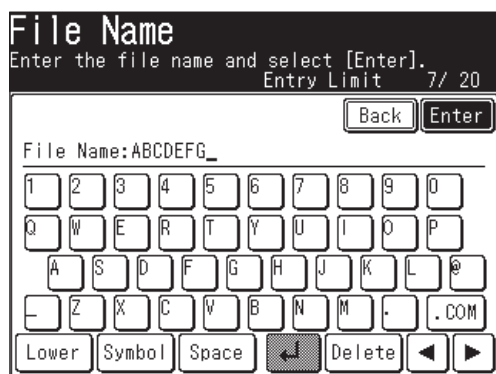 File Name
Enter the file name and select [Enter].
Entry Limit 7/ 20
Back Enter
File Name:ABCDEFG_
1 2 3 4 5 6 7 8 9 0
Q W E R T Y U I O P
A S D F G H J K L @
_ Z X C V B N M . .COM
Lower Symbol Space ↵ Delete ◀ ▶